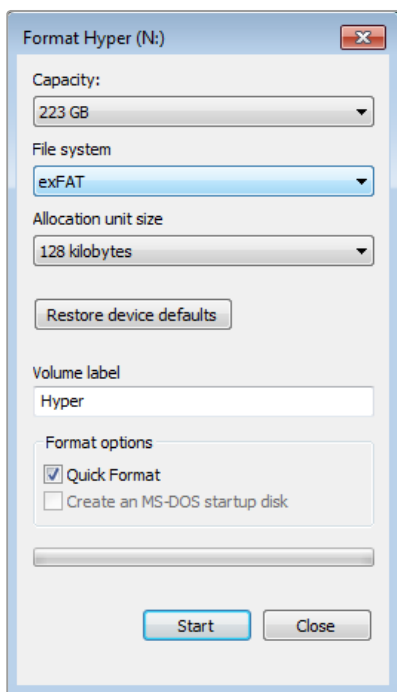 Format Hyper (N:)
Capacity:
223 GB
File system
exFAT
Allocation unit size
128 kilobytes
Restore device defaults
Volume label
Hyper
Format options
Quick Format
Create an MS-DOS startup disk
Start Close